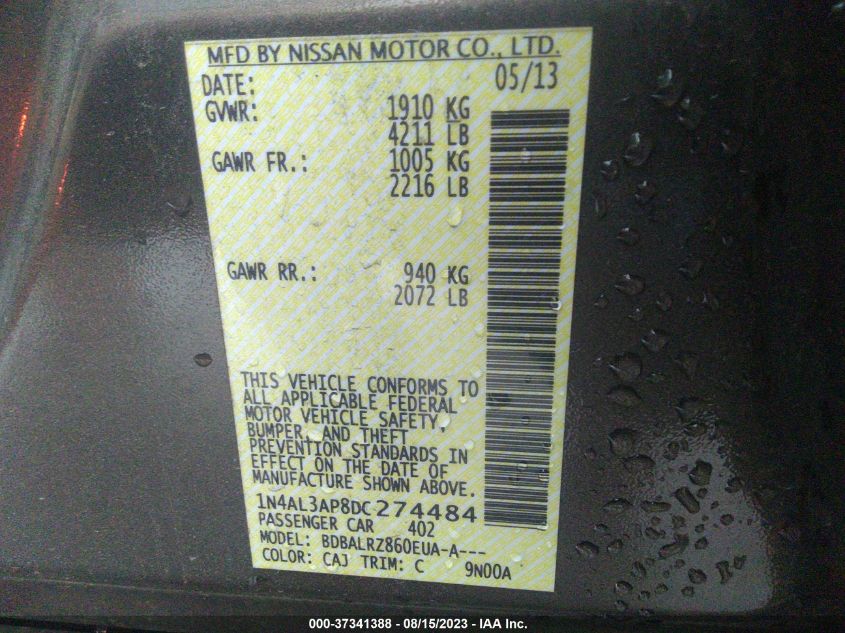 MFD BY NISSAN MOTOR CO., LTD.
DATE: 05/13
GVWR: 1910 KG
4211 LB
GAWR FR.: 1005 KG
2216 LB
GAWR RR.: 940 KG
2072 LB
THIS VEHICLE CONFORMS TO
ALL APPLICABLE FEDERAL
MOTOR VEHICLE SAFETY,
BUMPER, AND THEFT
PREVENTION STANDARDS IN
EFFECT ON THE DATE OF
MANUFACTURE SHOWN ABOVE.
1N4AL3AP8DC274484
PASSENGER CAR 402
MODEL: BDBALRZ860EUA-A---
COLOR: CAJ TRIM: C 9N00A
000-37341388 - 08/15/2023 - IAA Inc.